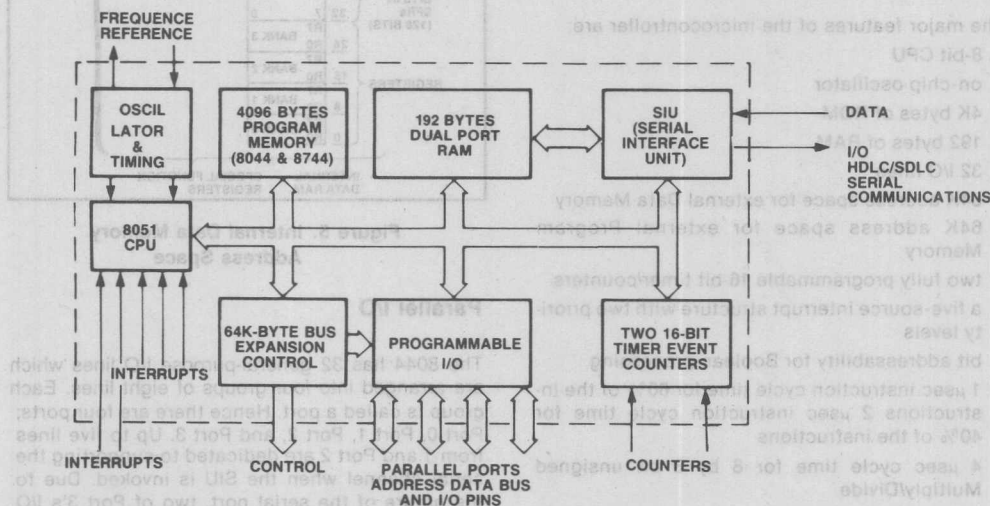 FREQUENCE
REFERENCE
OSCIL
LATOR
&
TIMING
4096 BYTES
PROGRAM
MEMORY
(8044 & 8744)
192 BYTES
DUAL PORT
RAM
SIU
(SERIAL
INTERFACE
UNIT)
DATA
I/O
HDLC/SDLC
SERIAL
COMMUNICATIONS
8051
CPU
64K-BYTE BUS
EXPANSION
CONTROL
PROGRAMMABLE
I/O
TWO 16-BIT
TIMER EVENT
COUNTERS
INTERRUPTS
INTERRUPTS
CONTROL
PARALLEL PORTS
ADDRESS DATA BUS
AND I/O PINS
COUNTERS
he major features of the microcontroller are
8-bit CPU
on-chip oscillator
4K bytes of ROM
192 bytes of RAM
32 I/O
address space for external Data Memory
64K address space for external Program
Memory
two fully programmable 16 bit timer/counters
a five-source interrupt structure with two priori-
ty levels
bit addressability for Boolean
1 μsec instruction cycle time for 60% of the in-
structions 2 μsec instruction cycle time for
40% of the instructions
4 μsec cycle time for 8 bit unsigned
Multiply/Divide
BANK 3
REGISTERS
DATA RAM
REGISTERS
Figure 5. Internal Data Memory
Address Space
Parallel I/O
The 8044 has 32 general-purpose I/O lines which
are arranged into four groups of eight lines. Each
group is called a port. Hence there are four ports;
Port 0, Port 1, Port 2, and Port 3. Up to five lines
from Port 3 are dedicated to supporting the
channel when the SIU is invoked. Due to
the nature of the serial port, two of Port 3's I/O